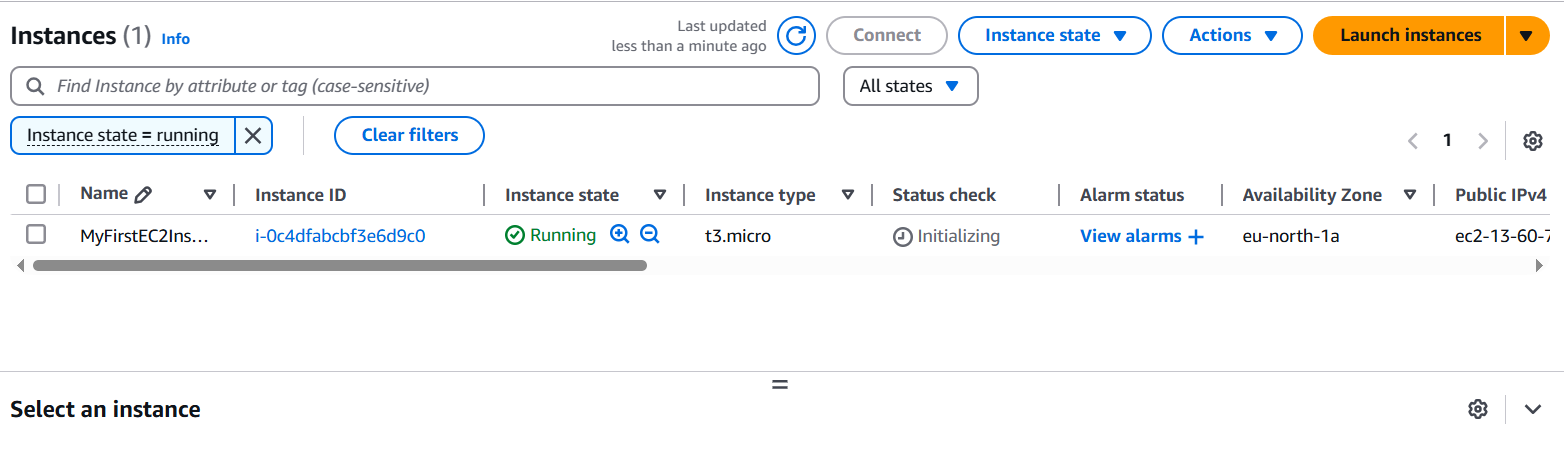 Instances (1) Info
Last updated
less than a minute ago
Connect
Instance state
Actions
Launch instances
Find Instance by attribute or tag (case-sensitive)
All states
Instance state = running
Clear filters
1
Name Instance ID Instance state Instance type Status check Alarm status Availability Zone Public IPv4
MyFirstEC2Ins... i-0c4dfabcbf3e6d9c0 Running t3.micro Initializing View alarms + eu-north-1a ec2-13-60-7
Select an instance